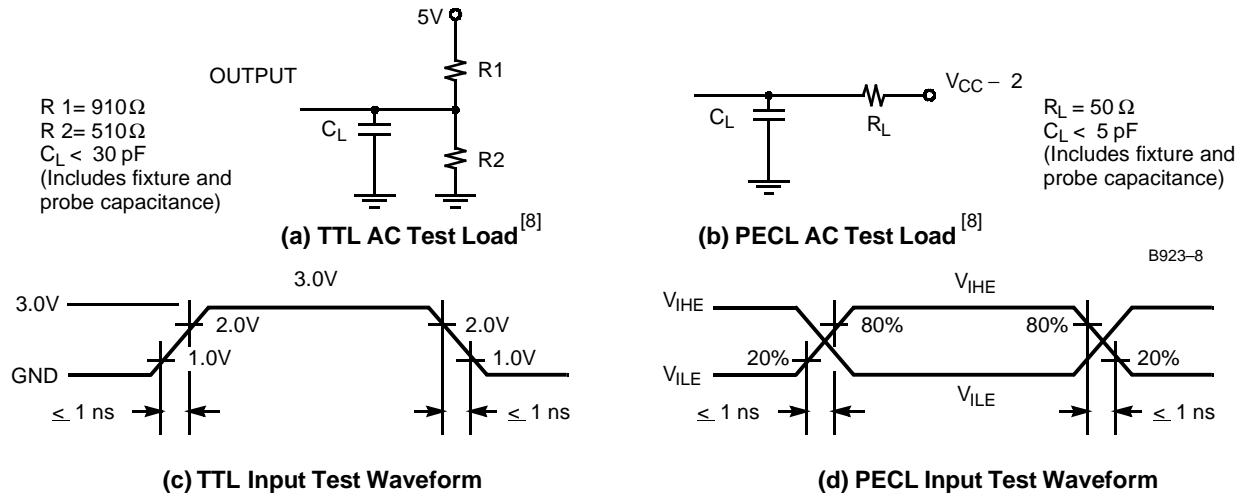 5V
R1
OUTPUT
R 1= 910Ω
R 2= 510Ω
C_L < 30 pF
(Includes fixture and
probe capacitance)
C_L
R2
(a) TTL AC Test Load [8]
V_CC − 2
C_L
R_L
R_L = 50 Ω
C_L < 5 pF
(Includes fixture and
probe capacitance)
(b) PECL AC Test Load [8]
B923–8
3.0V
3.0V
2.0V
2.0V
1.0V
1.0V
GND
≤ 1 ns
≤ 1 ns
(c) TTL Input Test Waveform
V_IHE
V_IHE
80%
80%
20%
20%
V_ILE
V_ILE
≤ 1 ns
≤ 1 ns
(d) PECL Input Test Waveform